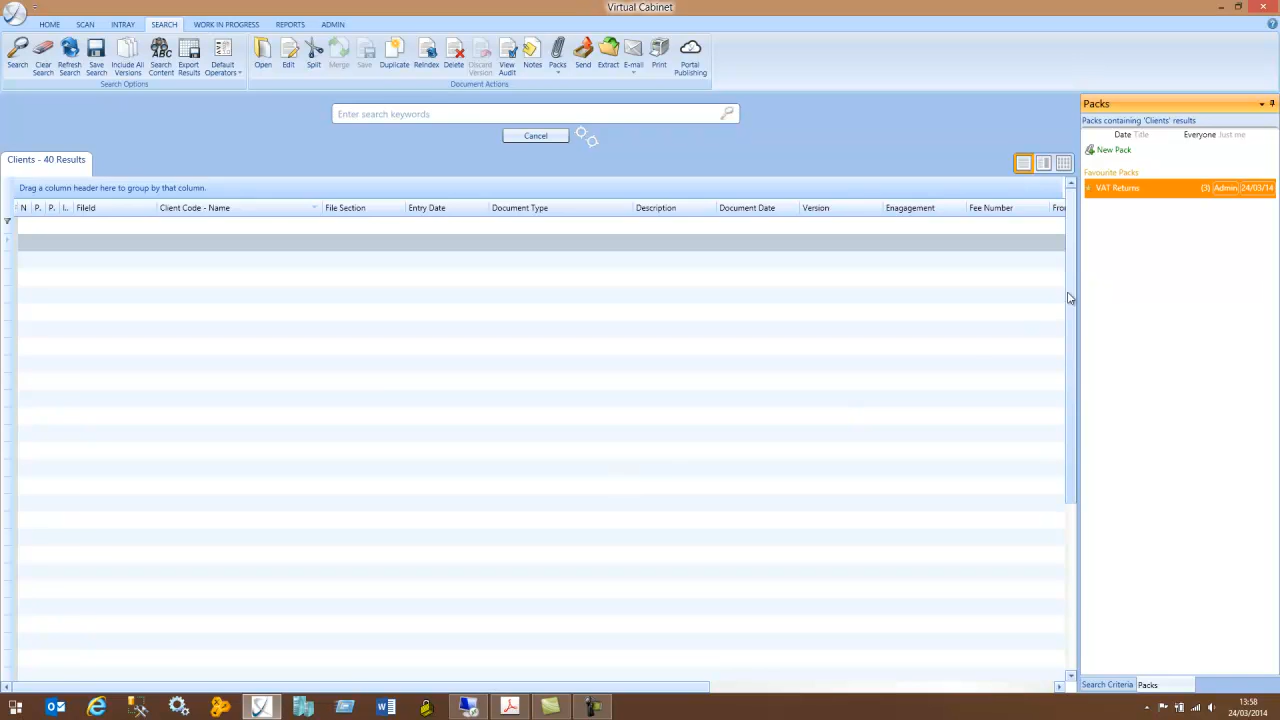 Virtual Cabinet
HOME SCAN INTRAY SEARCH WORK IN PROGRESS REPORTS ADMIN
Search Clear Search Refresh Search Save Search Include All Versions Search Content Export Results Default Operators Open Edit Split Merge Save Duplicate ReIndex Delete Discard Version View Audit Notes Packs Send Extract E-mail Print Portal Publishing
Search Options Document Actions
Enter search keywords
Cancel
Clients - 40 Results
Drag a column header here to group by that column.
N P. P. I.. FileId Client Code - Name File Section Entry Date Document Type Description Document Date Version Enagagement Fee Number Fro
Packs
Packs containing 'Clients' results
Date Title Everyone Just me
New Pack
Favourite Packs
VAT Returns (3) Admin 24/03/14
Search Criteria Packs
13:58
24/03/2014